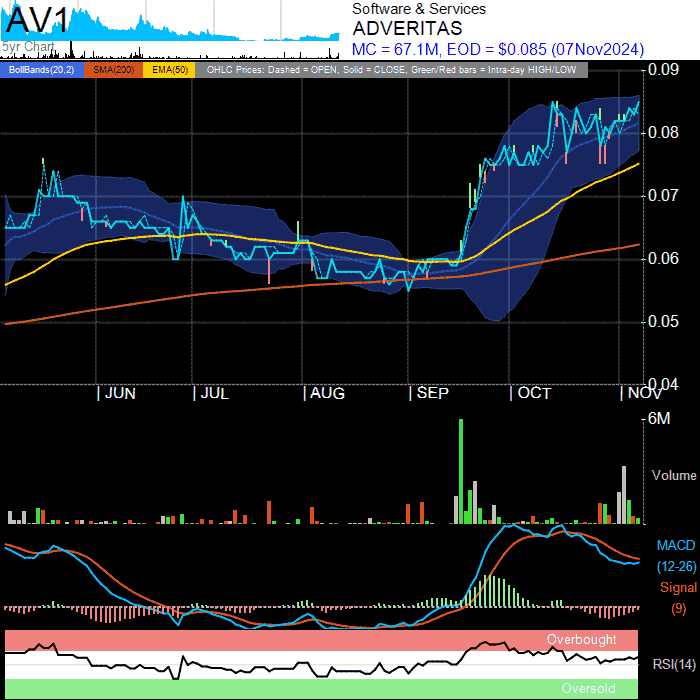 AV1
5yr Chart
Software & Services
ADVERITAS
MC = 67.1M, EOD = $0.085 (07Nov2024)
BollBands(20,2) SMA(200) EMA(50) OHLC Prices: Dashed = OPEN, Solid = CLOSE, Green/Red bars = Intra-day HIGH/LOW
0.09
0.08
0.07
0.06
0.05
0.04
JUN JUL AUG SEP OCT NOV
6M
Volume
MACD
(12-26)
Signal
(9)
Overbought
RSI(14)
Oversold